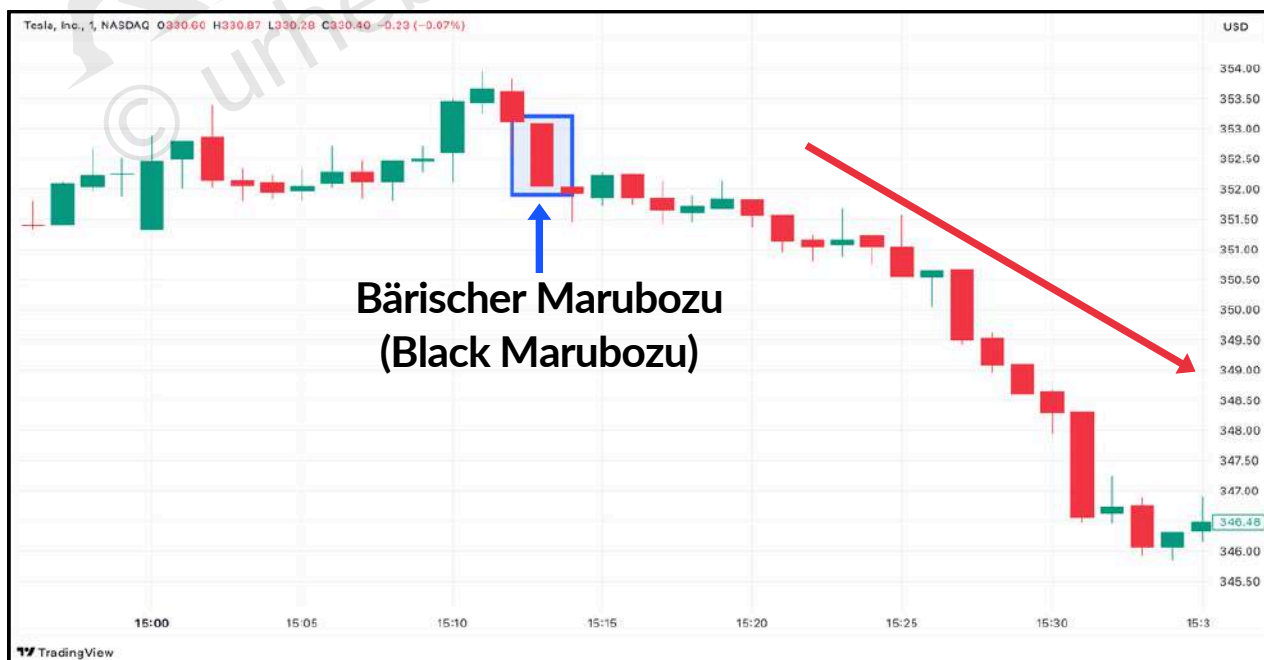 © urheb
Tesla, Inc., 1, NASDAQ O330.60 H330.87 L330.28 C330.40 −0.23 (−0.07%)
USD
354.00
353.50
353.00
352.50
352.00
351.50
351.00
350.50
350.00
349.50
349.00
348.50
348.00
347.50
347.00
346.48
346.00
345.50
Bärischer Marubozu
(Black Marubozu)
15:00 15:05 15:10 15:15 15:20 15:25 15:30 15:3
TradingView